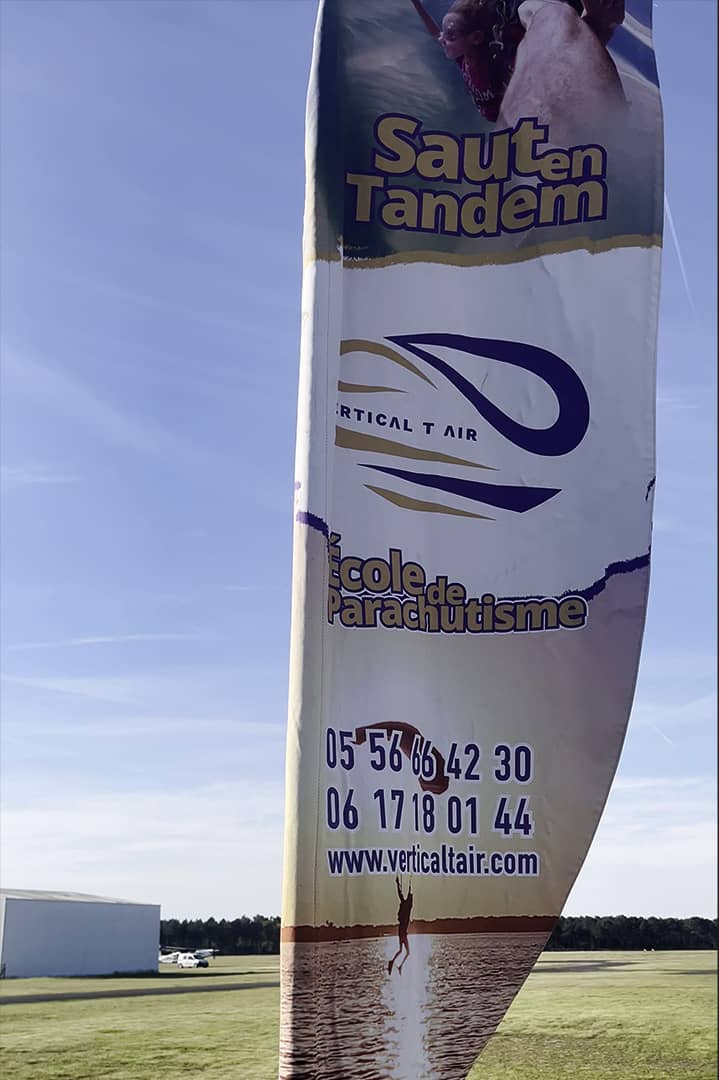 Saut en
Tandem
RTICAL T AIR
École de
Parachutisme
05 56 66 42 30
06 17 18 01 44
www.verticaltair.com